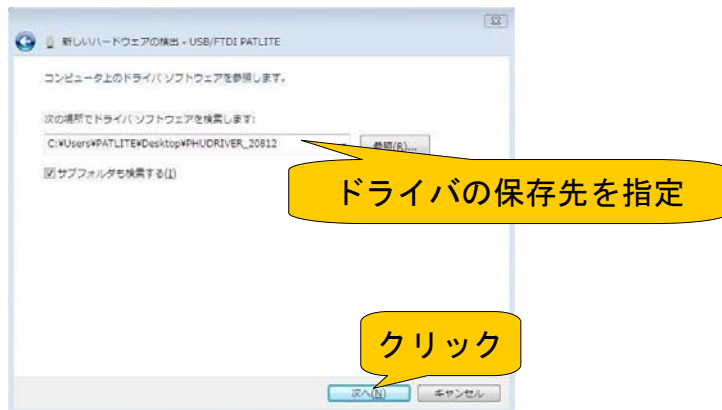 新しいハードウェアの検出 - USB/FTDI PATLITE
コンピュータ上のドライバ ソフトウェアを参照します。
次の場所でドライバ ソフトウェアを検索します:
C:¥Users¥PATLITE¥Desktop¥PHUDRIVER_20812
参照(R)...
サブフォルダも検索する(I)
ドライバの保存先を指定
クリック
次へ(N)
キャンセル